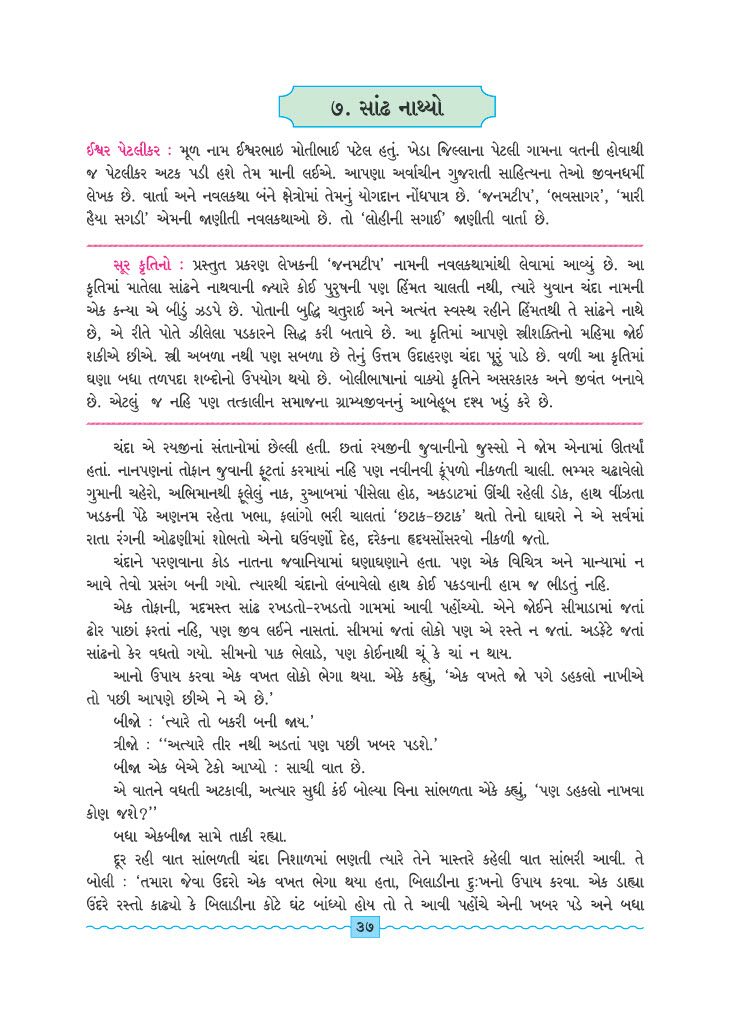 ૭. સાંઢ નાથ્યો
ઈશ્વર પેટલીકર : મૂળ નામ ઈશ્વરભાઇ મોતીભાઈ પટેલ હતું. ખેડા જિલ્લાના પેટલી ગામના વતની હોવાથી
જ પેટલીકર અટક પડી હશે તેમ માની લઈએ. આપણા અર્વાચીન ગુજરાતી સાહિત્યના તેઓ જીવનધર્મી
લેખક છે. વાર્તા અને નવલકથા બંને ક્ષેત્રોમાં તેમનું યોગદાન નોંધપાત્ર છે. ‘જનમટીપ’, ‘ભવસાગર’, ‘મારી
હૈયા સગડી’ એમની જાણીતી નવલકથાઓ છે. તો ‘લોહીની સગાઈ’ જાણીતી વાર્તા છે.
સૂર કૃતિનો : પ્રસ્તુત પ્રકરણ લેખકની ‘જનમટીપ’ નામની નવલકથામાંથી લેવામાં આવ્યું છે. આ
કૃતિમાં માતેલા સાંઢને નાથવાની જ્યારે કોઈ પુરુષની પણ હિંમત ચાલતી નથી, ત્યારે યુવાન ચંદા નામની
એક કન્યા એ બીડું ઝડપે છે. પોતાની બુદ્ધિ ચતુરાઈ અને અત્યંત સ્વસ્થ રહીને હિંમતથી તે સાંઢને નાથે
છે, એ રીતે પોતે ઝીલેલા પડકારને સિદ્ધ કરી બતાવે છે. આ કૃતિમાં આપણે સ્ત્રીશક્તિનો મહિમા જોઈ
શકીએ છીએ. સ્ત્રી અબળા નથી પણ સબળા છે તેનું ઉત્તમ ઉદાહરણ ચંદા પૂરું પાડે છે. વળી આ કૃતિમાં
ઘણા બધા તળપદા શબ્દોનો ઉપયોગ થયો છે. બોલીભાષાનાં વાક્યો કૃતિને અસરકારક અને જીવંત બનાવે
છે. એટલું જ નહિ પણ તત્કાલીન સમાજના ગ્રામ્યજીવનનું આબેહૂબ દૃશ્ય ખડું કરે છે.
ચંદા એ રયજીનાં સંતાનોમાં છેલ્લી હતી. છતાં રયજીની જુવાનીનો જુસ્સો ને જોમ એનામાં ઊતર્યાં
હતાં. નાનપણનાં તોફાન જુવાની ફૂટતાં કરમાયાં નહિ પણ નવીનવી કૂંપળો નીકળતી ચાલી. ભમ્મર ચઢાવેલો
ગુમાની ચહેરો, અભિમાનથી ફૂલેલું નાક, રુઆબમાં પીસેલા હોઠ, અકડાટમાં ઊંચી રહેલી ડોક, હાથ વીંઝતા
ખડકની પેઠે અણનમ રહેતા ખભા, ફલાંગો ભરી ચાલતાં ‘છટાક-છટાક’ થતો તેનો ઘાઘરો ને એ સર્વમાં
રાતા રંગની ઓઢણીમાં શોભતો એનો ઘઉંવર્ણો દેહ, દરેકના હૃદયસોંસરવો નીકળી જતો.
ચંદાને પરણવાના કોડ નાતના જવાનિયામાં ઘણાઘણાને હતા. પણ એક વિચિત્ર અને માન્યામાં ન
આવે તેવો પ્રસંગ બની ગયો. ત્યારથી ચંદાનો લંબાવેલો હાથ કોઈ પકડવાની હામ જ ભીડતું નહિ.
એક તોફાની, મદમસ્ત સાંઢ રખડતો-રખડતો ગામમાં આવી પહોંચ્યો. એને જોઈને સીમાડામાં જતાં
ઢોર પાછાં ફરતાં નહિ, પણ જીવ લઈને નાસતાં. સીમમાં જતાં લોકો પણ એ રસ્તે ન જતાં. અડફેટે જતાં
સાંઢનો કેર વધતો ગયો. સીમનો પાક ભેલાડે, પણ કોઈનાથી ચૂં કે ચાં ન થાય.
આનો ઉપાય કરવા એક વખત લોકો ભેગા થયા. એકે કહ્યું, ‘એક વખતે જો પગે ડહકલો નાખીએ
તો પછી આપણે છીએ ને એ છે.’
બીજો : ‘ત્યારે તો બકરી બની જાય.’
ત્રીજો : ‘‘અત્યારે તીર નથી અડતાં પણ પછી ખબર પડશે.’
બીજા એક બેએ ટેકો આપ્યો : સાચી વાત છે.
એ વાતને વધતી અટકાવી, અત્યાર સુધી કંઈ બોલ્યા વિના સાંભળતા એકે કહ્યું, ‘પણ ડહકલો નાખવા
કોણ જશે?’’
બધા એકબીજા સામે તાકી રહ્યા.
દૂર રહી વાત સાંભળતી ચંદા નિશાળમાં ભણતી ત્યારે તેને માસ્તરે કહેલી વાત સાંભરી આવી. તે
બોલી : ‘તમારા જેવા ઉદરો એક વખત ભેગા થયા હતા, બિલાડીના દુઃખનો ઉપાય કરવા. એક ડાહ્યા
ઉંદરે રસ્તો કાઢ્યો કે બિલાડીના કોટે ઘંટ બાંધ્યો હોય તો તે આવી પહોંચે એની ખબર પડે અને બધા
૩૭